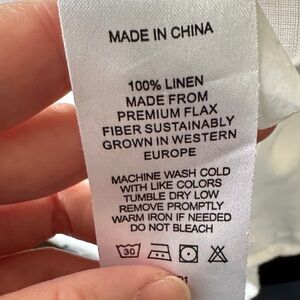 MADE IN CHINA
100% LINEN
MADE FROM
PREMIUM FLAX
FIBER SUSTAINABLY
GROWN IN WESTERN
EUROPE
MACHINE WASH COLD
WITH LIKE COLORS
TUMBLE DRY LOW
REMOVE PROMPTLY
WARM IRON IF NEEDED
DO NOT BLEACH
30